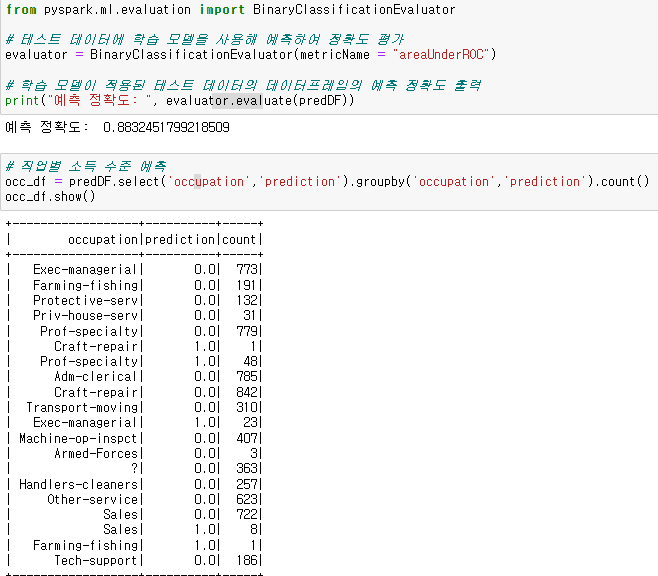 from pyspark.ml.evaluation import BinaryClassificationEvaluator
# 테스트 데이터에 학습 모델을 사용해 예측하여 정확도 평가
evaluator = BinaryClassificationEvaluator(metricName = "areaUnderROC")
# 학습 모델이 적용된 테스트 데이터의 데이터프레임의 예측 정확도 출력
print("예측 정확도: ", evaluator.evaluate(predDF))
예측 정확도:  0.8832451799218509
# 직업별 소득 수준 예측
occ_df = predDF.select('occupation','prediction').groupby('occupation','prediction').count()
occ_df.show()
+-----------------+----------+-----+
|       occupation|prediction|count|
+-----------------+----------+-----+
|  Exec-managerial|       0.0|  773|
|  Farming-fishing|       0.0|  191|
|  Protective-serv|       0.0|  132|
|  Priv-house-serv|       0.0|   31|
|   Prof-specialty|       0.0|  779|
|     Craft-repair|       1.0|    1|
|   Prof-specialty|       1.0|   48|
|     Adm-clerical|       0.0|  785|
|     Craft-repair|       0.0|  842|
| Transport-moving|       0.0|  310|
|  Exec-managerial|       1.0|   23|
|Machine-op-inspct|       0.0|  407|
|     Armed-Forces|       0.0|    3|
|                ?|       0.0|  363|
|Handlers-cleaners|       0.0|  257|
|    Other-service|       0.0|  623|
|            Sales|       0.0|  722|
|            Sales|       1.0|    8|
|  Farming-fishing|       1.0|    1|
|     Tech-support|       0.0|  186|
+-----------------+----------+-----+